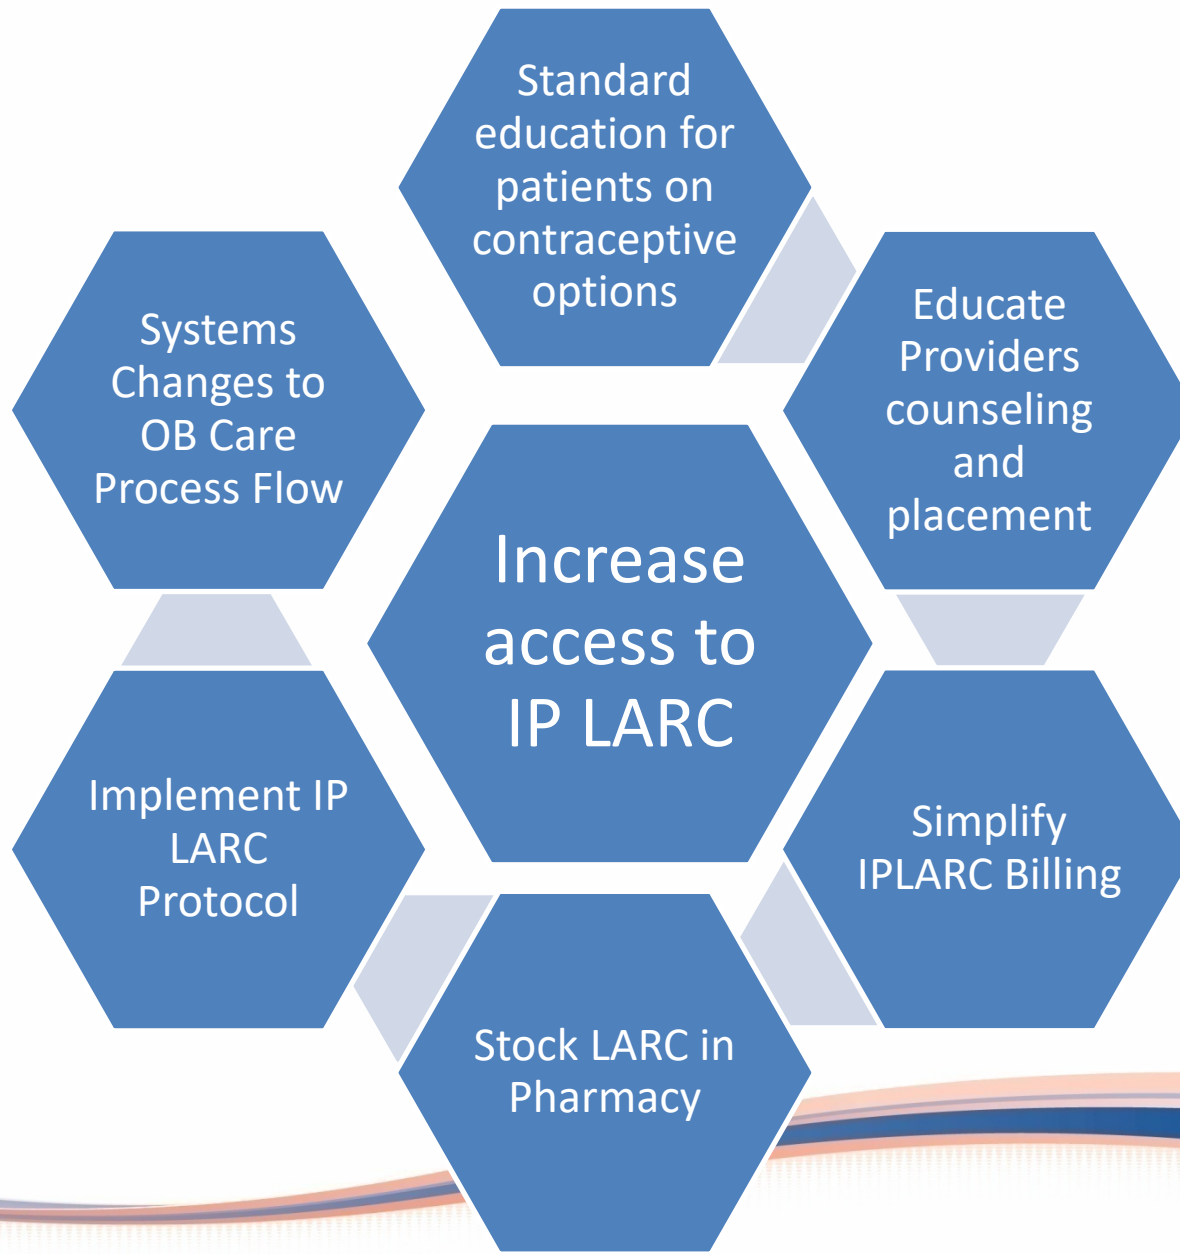 Standard
education for
patients on
contraceptive
options
Educate
Providers
counseling
and
placement
Simplify
IPLARC Billing
Stock LARC in
Pharmacy
Implement IP
LARC
Protocol
Systems
Changes to
OB Care
Process Flow
Increase
access to
IP LARC